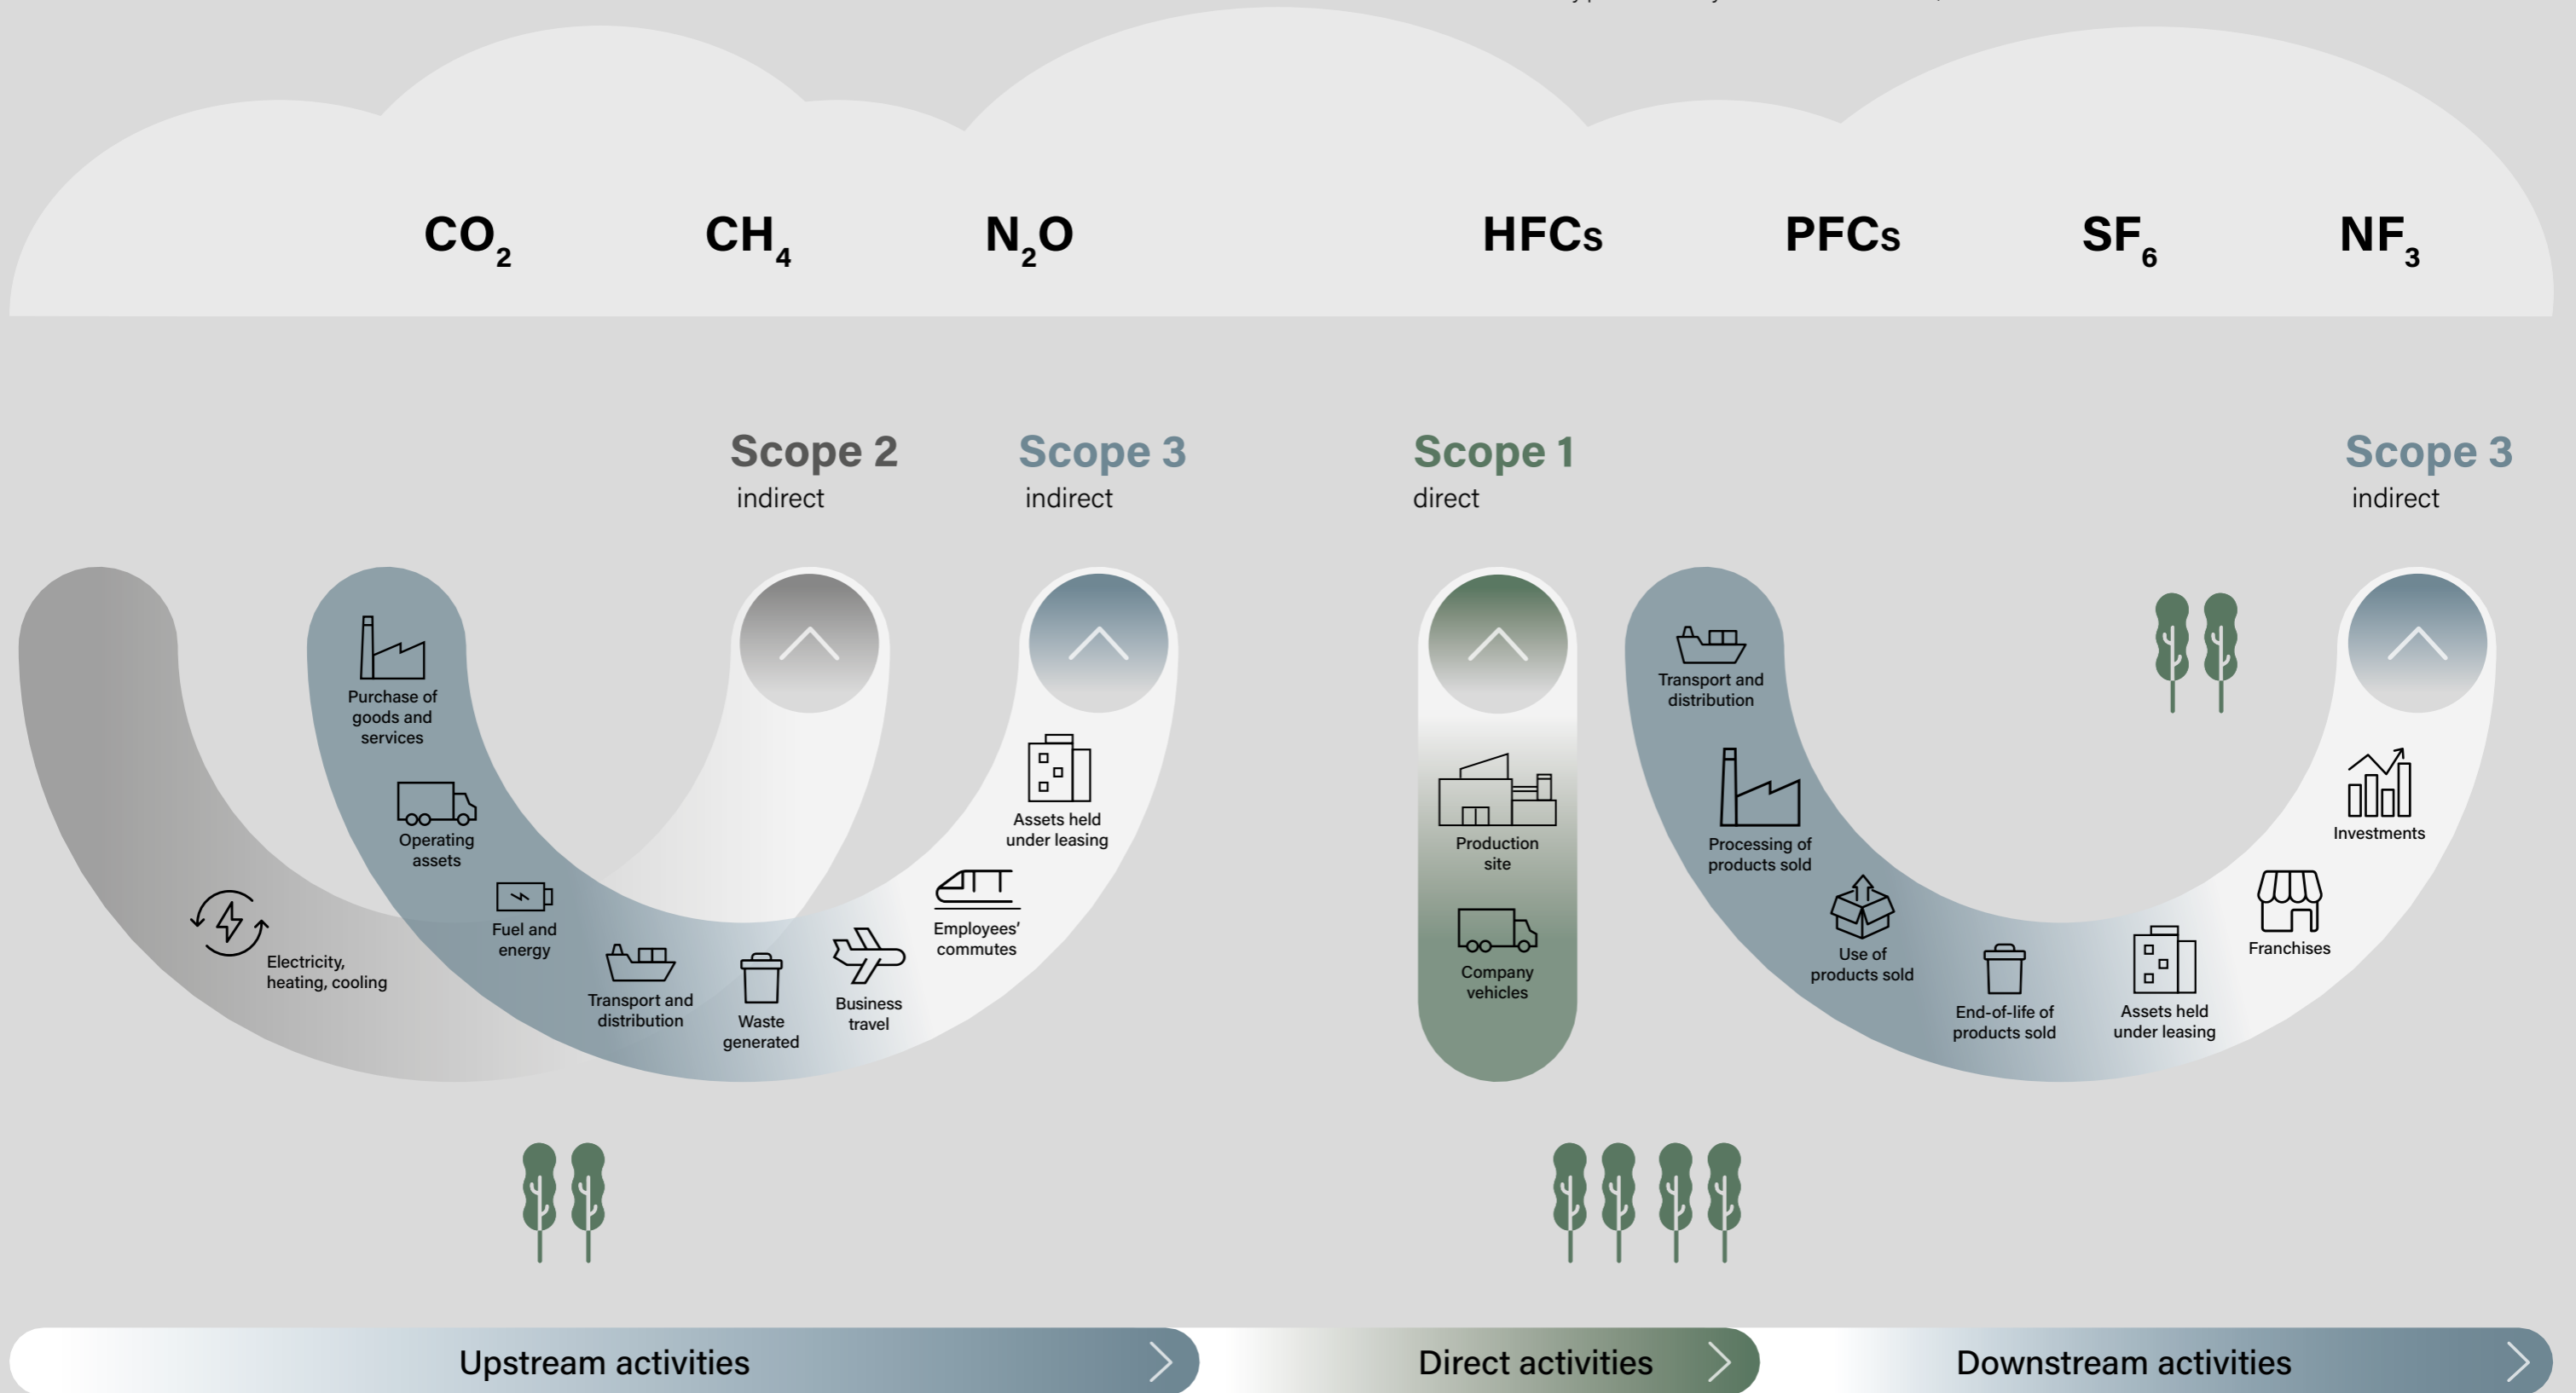 CO₂ CH₄ N₂O HFCs PFCs SF₆ NF₃
Scope 2
indirect
Scope 3
indirect
Scope 1
direct
Scope 3
indirect
Electricity,
heating, cooling
Purchase of
goods and
services
Operating
assets
Fuel and
energy
Transport and
distribution
Waste
generated
Business
travel
Employees’
commutes
Assets held
under leasing
Production
site
Company
vehicles
Transport and
distribution
Processing of
products sold
Use of
products sold
End-of-life of
products sold
Assets held
under leasing
Franchises
Investments
Upstream activities
Direct activities
Downstream activities